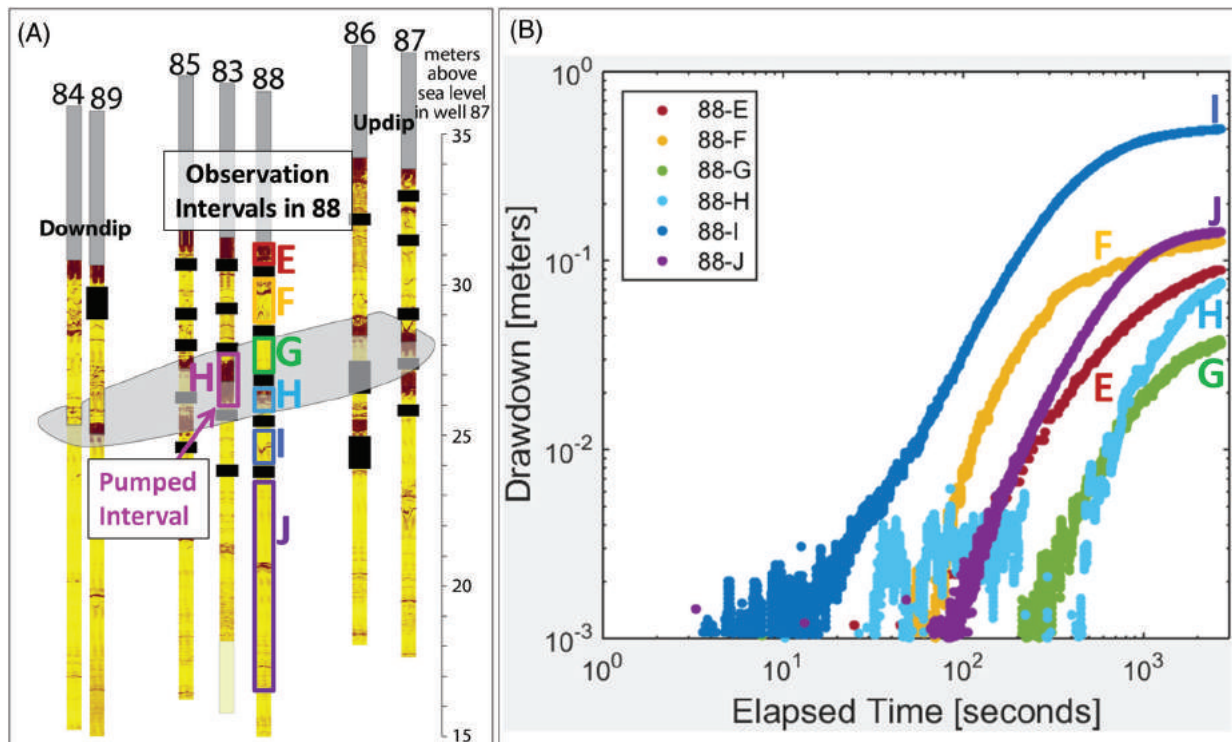 (A)
84
89
85
83
88
86
87
meters
above
sea level
in well 87
Updip
Downdip
Observation
Intervals in 88
35
30
25
20
15
E
F
G
H
H
I
J
Pumped
Interval
(B)
88-E
88-F
88-G
88-H
88-I
88-J
I
J
F
H
E
G
Drawdown [meters]
10⁰
10⁻¹
10⁻²
10⁻³
10⁰
10¹
10²
10³
Elapsed Time [seconds]